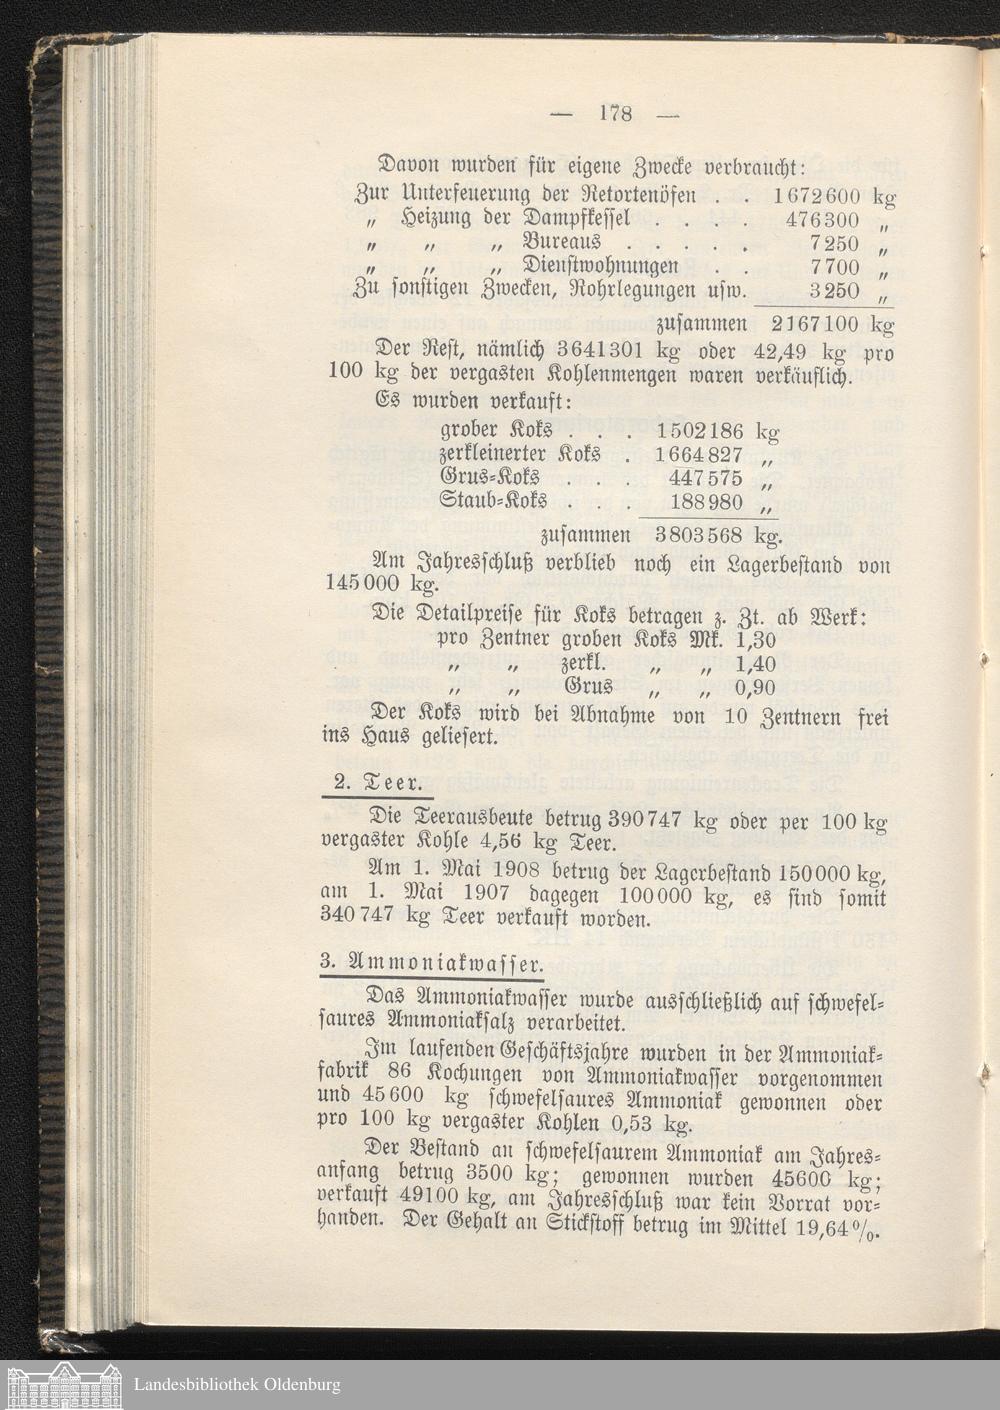 — 178 —
Davon wurden für eigene Zwecke verbraucht:
Zur Unterfeuerung der Retortenöfen . . 1672600 kg
„ Heizung der Dampfkessel . . . . 476300 „
„ „ „ Bureaus . . . . . 7250 „
„ „ „ Dienstwohnungen . . 7700 „
Zu sonstigen Zwecken, Rohrlegungen usw. 3250 „
zusammen 2167100 kg
Der Rest, nämlich 3641301 kg oder 42,49 kg pro
100 kg der vergasten Kohlenmengen waren verkäuflich.
Es wurden verkauft:
grober Koks . . . 1502186 kg
zerkleinerter Koks . 1664827 „
Grus-Koks . . . 447575 „
Staub-Koks . . . 188980 „
zusammen 3803568 kg.
Am Jahresschluß verblieb noch ein Lagerbestand von
145000 kg.
Die Detailpreise für Koks betragen z. Zt. ab Werk:
pro Zentner groben Koks Mk. 1,30
„ „ zerkl. „ „ 1,40
„ „ Grus „ „ 0,90
Der Koks wird bei Abnahme von 10 Zentnern frei
ins Haus geliefert.
2. Teer.
Die Teerausbeute betrug 390747 kg oder per 100 kg
vergaster Kohle 4,56 kg Teer.
Am 1. Mai 1908 betrug der Lagerbestand 150000 kg,
am 1. Mai 1907 dagegen 100000 kg, es sind somit
340747 kg Teer verkauft worden.
3. Ammoniakwasser.
Das Ammoniakwasser wurde ausschließlich auf schwefel-
saures Ammoniaksalz verarbeitet.
Im laufenden Geschäftsjahre wurden in der Ammoniak-
fabrik 86 Kochungen von Ammoniakwasser vorgenommen
und 45600 kg schwefelsaures Ammoniak gewonnen oder
pro 100 kg vergaster Kohlen 0,53 kg.
Der Bestand an schwefelsaurem Ammoniak am Jahres-
anfang betrug 3500 kg; gewonnen wurden 45600 kg;
verkauft 49100 kg, am Jahresschluß war kein Vorrat vor-
handen. Der Gehalt an Stickstoff betrug im Mittel 19,64%.
Landesbibliothek Oldenburg